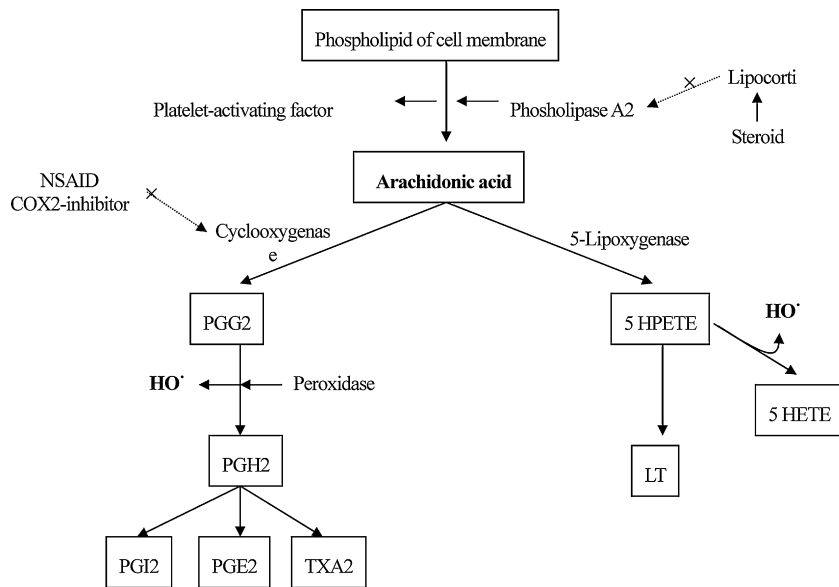 Phospholipid of cell membrane
Lipocorti
Platelet-activating factor
Phosholipase A2
Steroid
Arachidonic acid
NSAID
COX2-inhibitor
Cyclooxygenas
e
5-Lipoxygenase
PGG2
5 HPETE
HO˙
HO˙
Peroxidase
5 HETE
PGH2
LT
PGI2
PGE2
TXA2